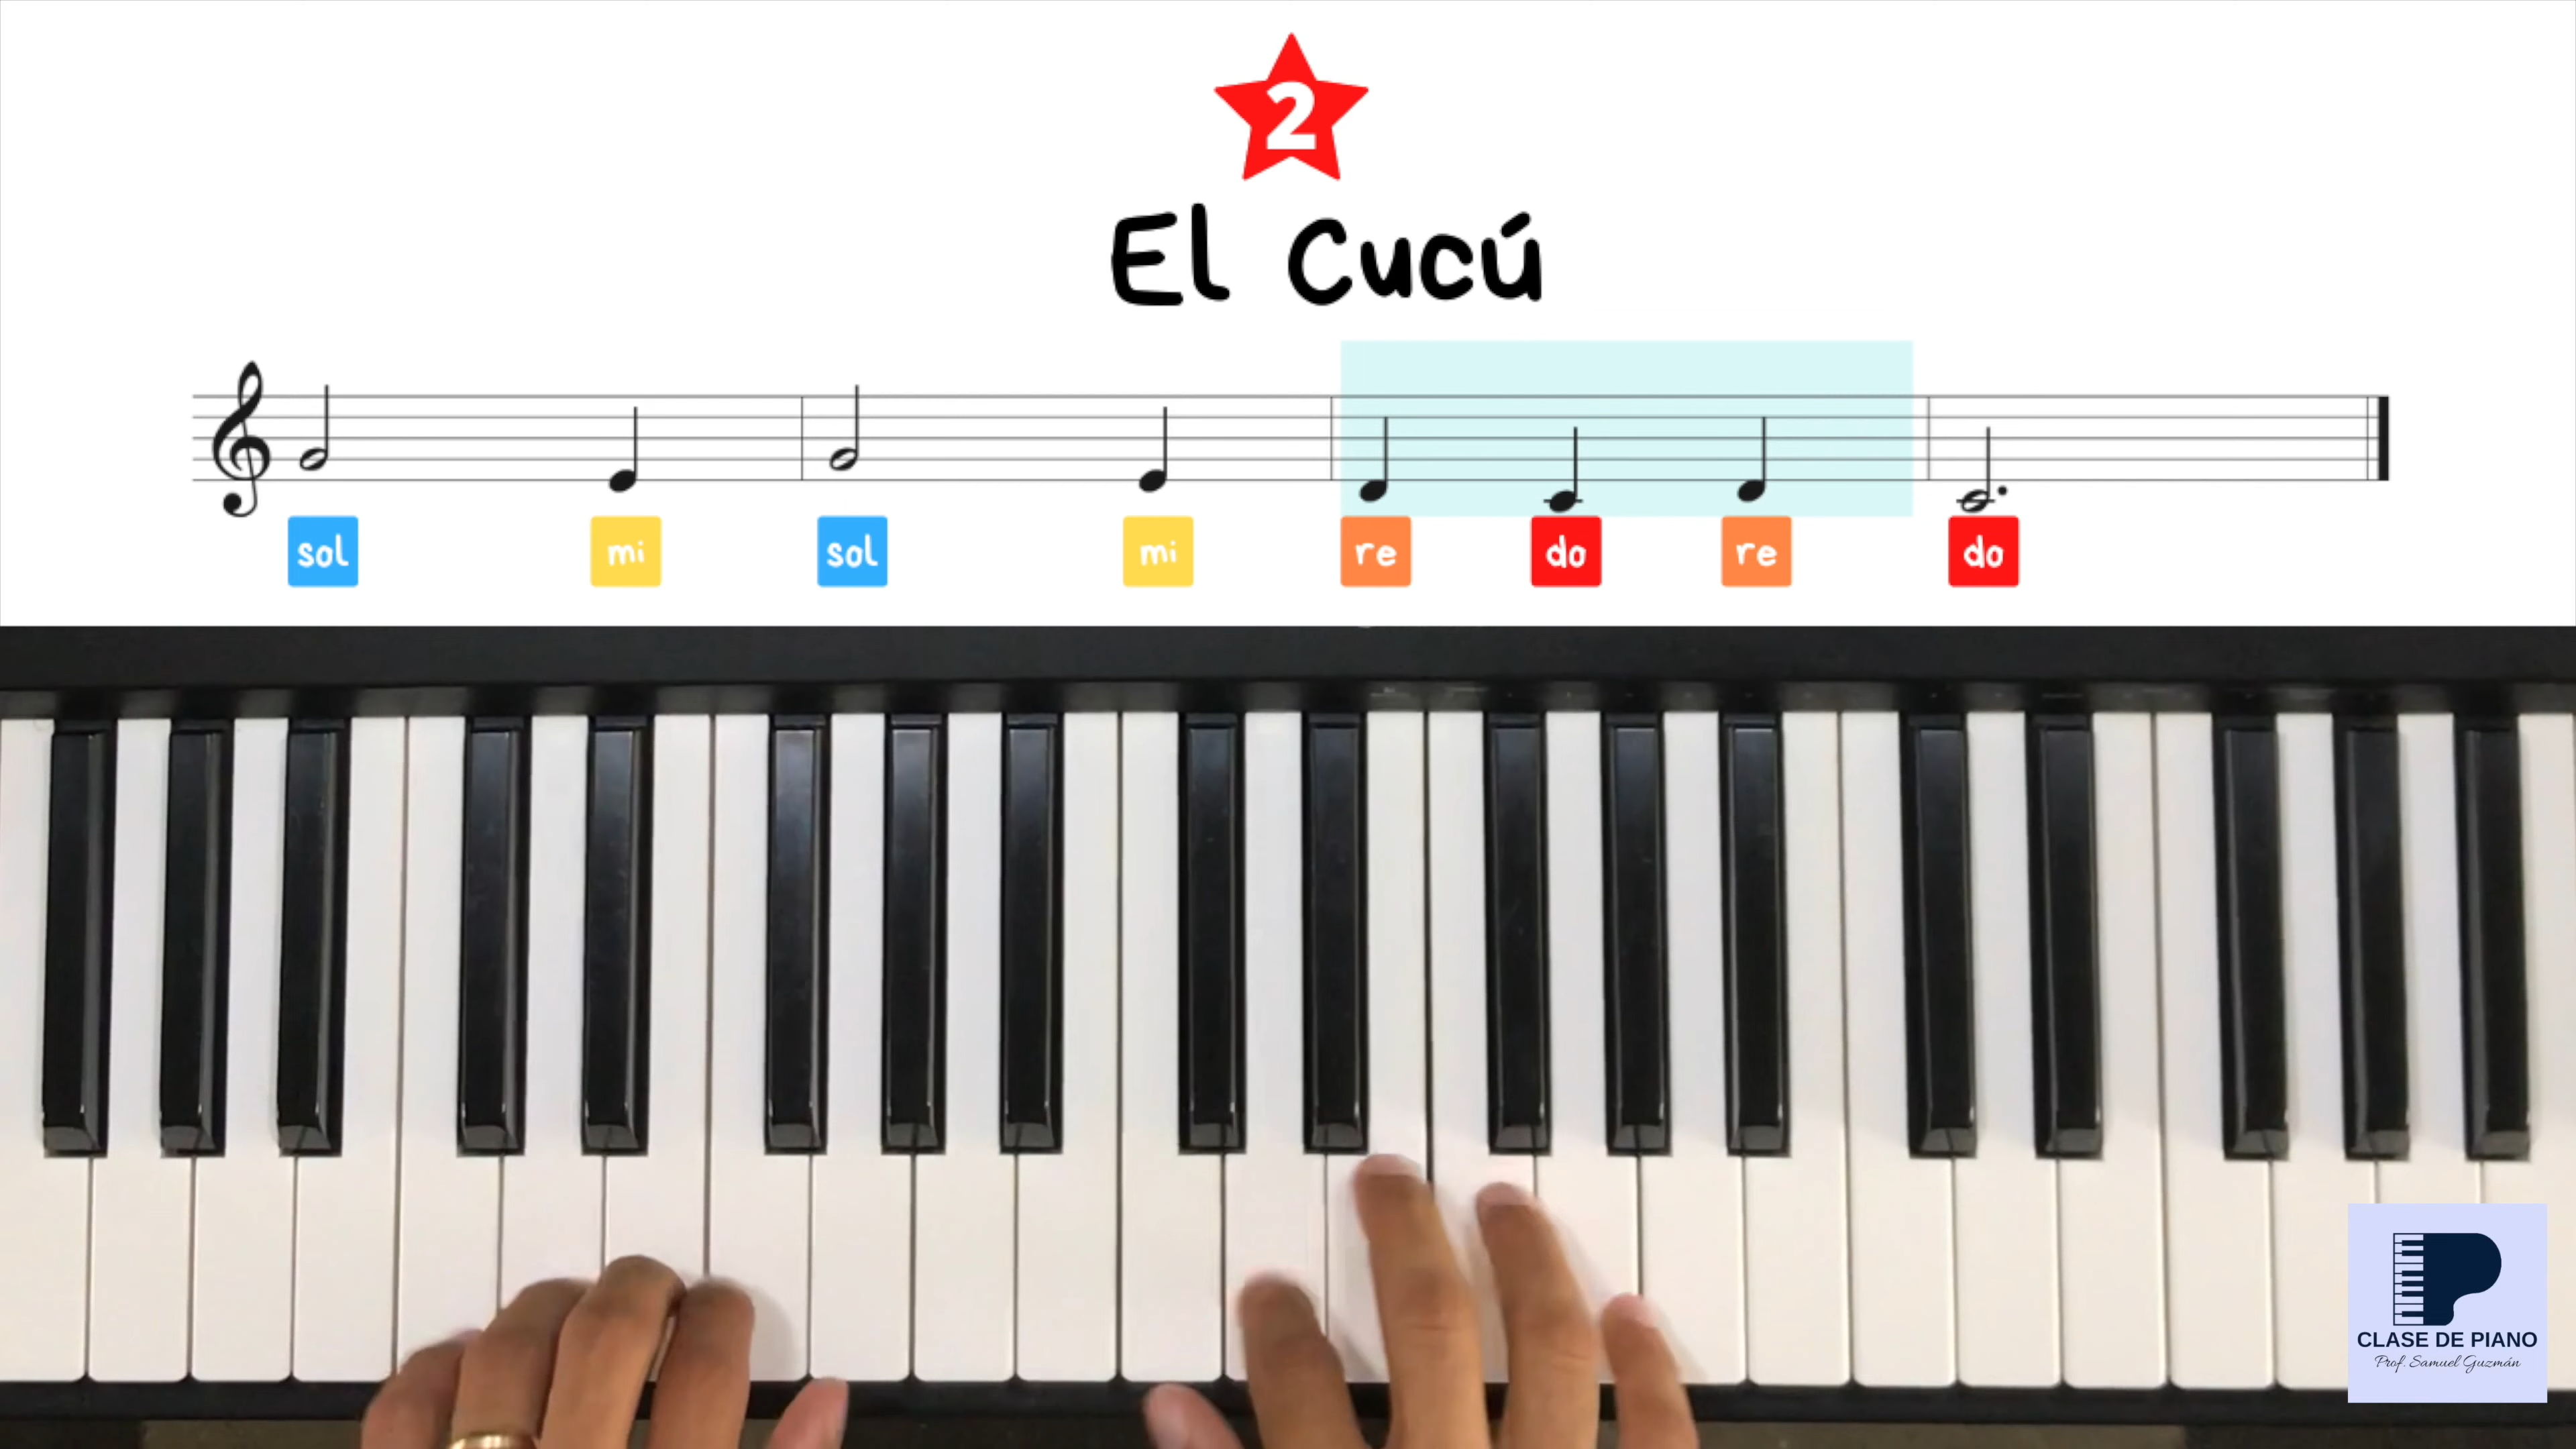 2
El Cucú
sol mi sol mi re do re do
CLASE DE PIANO
Prof. Samuel Guzmán